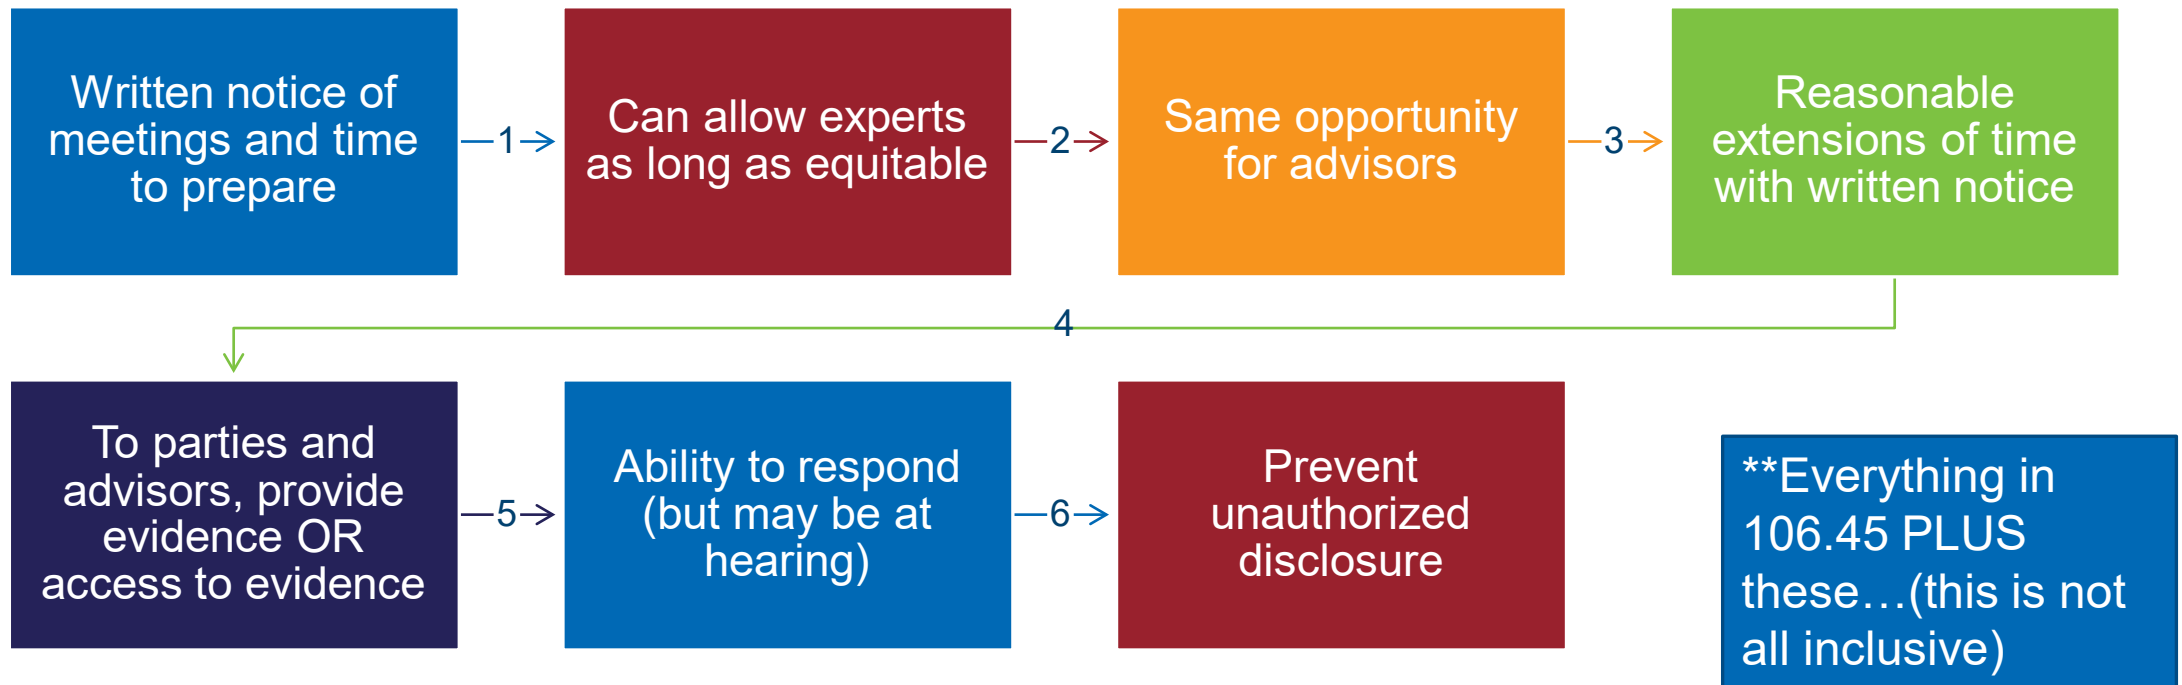 Written notice of
meetings and time
to prepare
1
Can allow experts
as long as equitable
2
Same opportunity
for advisors
3
Reasonable
extensions of time
with written notice
4
To parties and
advisors, provide
evidence OR
access to evidence
5
Ability to respond
(but may be at
hearing)
6
Prevent
unauthorized
disclosure
**Everything in
106.45 PLUS
these…(this is not
all inclusive)